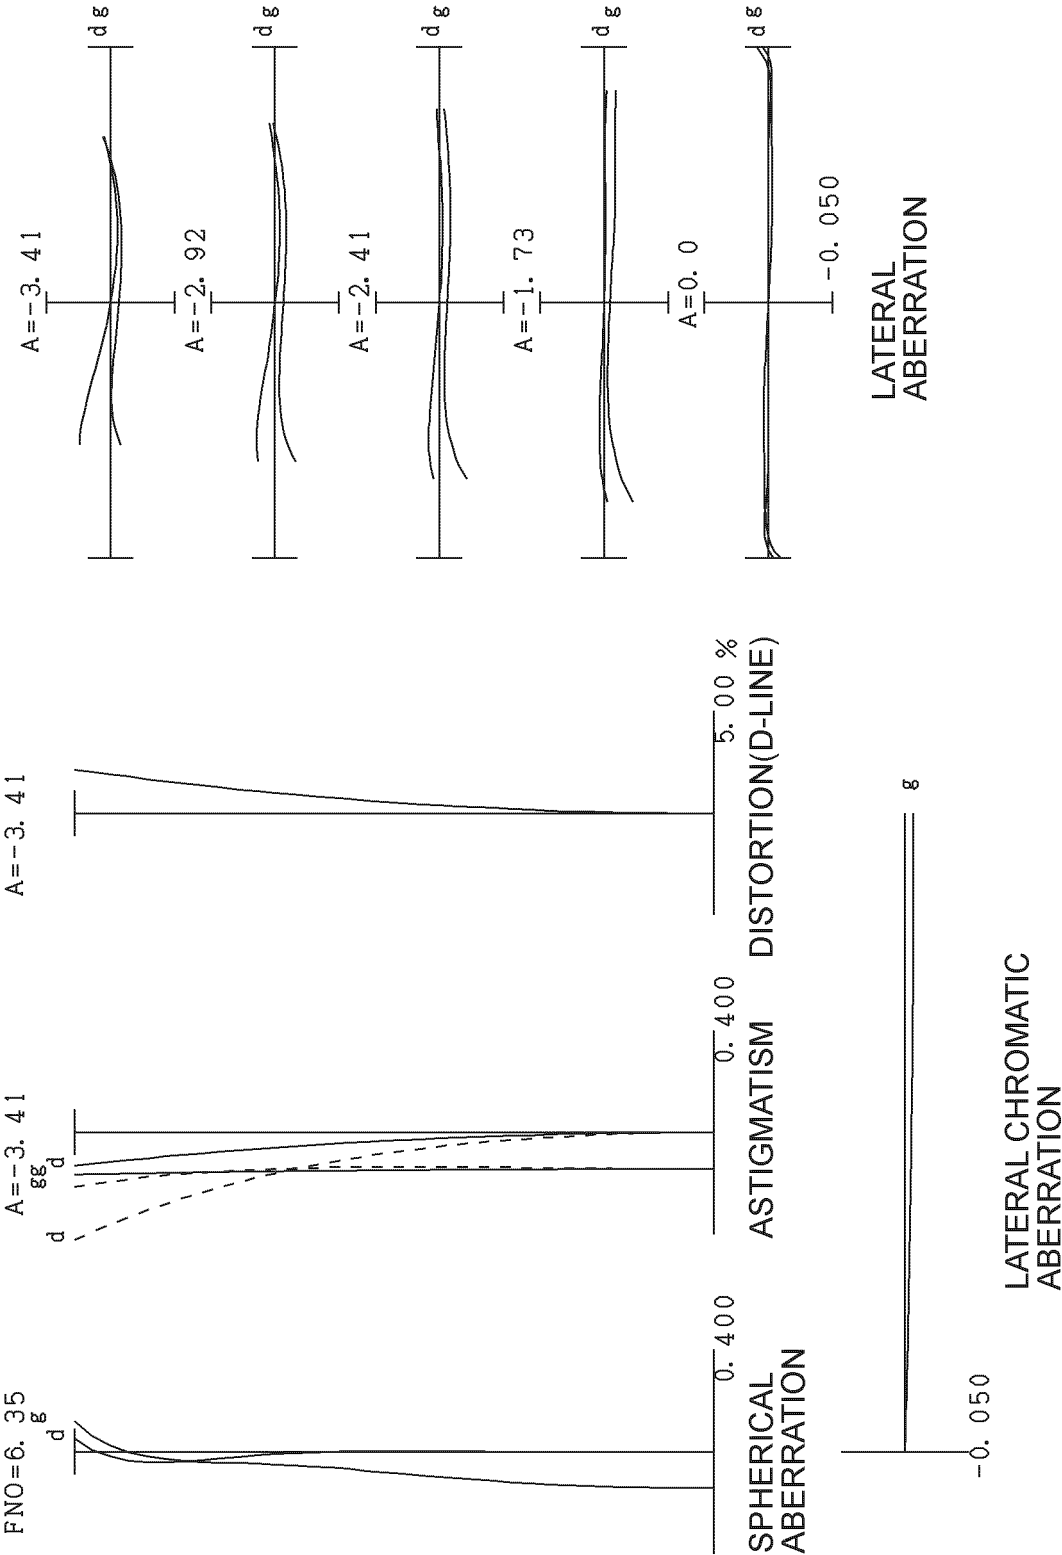 FNO=6. 35
d
g
0. 400
SPHERICAL
ABERRATION
A=-3. 41
d
gg
d
0. 400
ASTIGMATISM
A=-3. 41
5. 00 %
DISTORTION(D-LINE)
-0. 050
g
LATERAL CHROMATIC
ABERRATION
A=-3. 41
d g
A=-2. 92
d g
A=-2. 41
d g
A=-1. 73
d g
A=0. 0
d g
-0. 050
LATERAL
ABERRATION